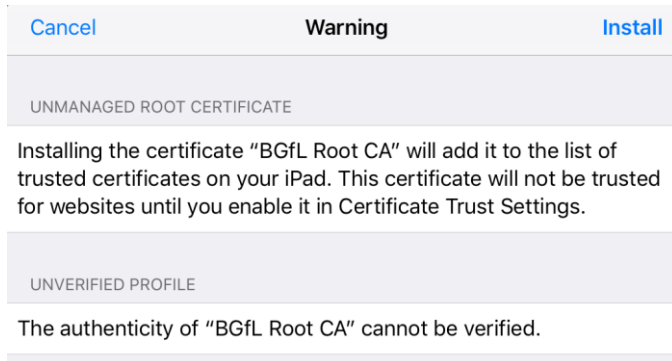 Cancel Warning Install
UNMANAGED ROOT CERTIFICATE
Installing the certificate “BGfL Root CA” will add it to the list of
trusted certificates on your iPad. This certificate will not be trusted
for websites until you enable it in Certificate Trust Settings.
UNVERIFIED PROFILE
The authenticity of “BGfL Root CA” cannot be verified.